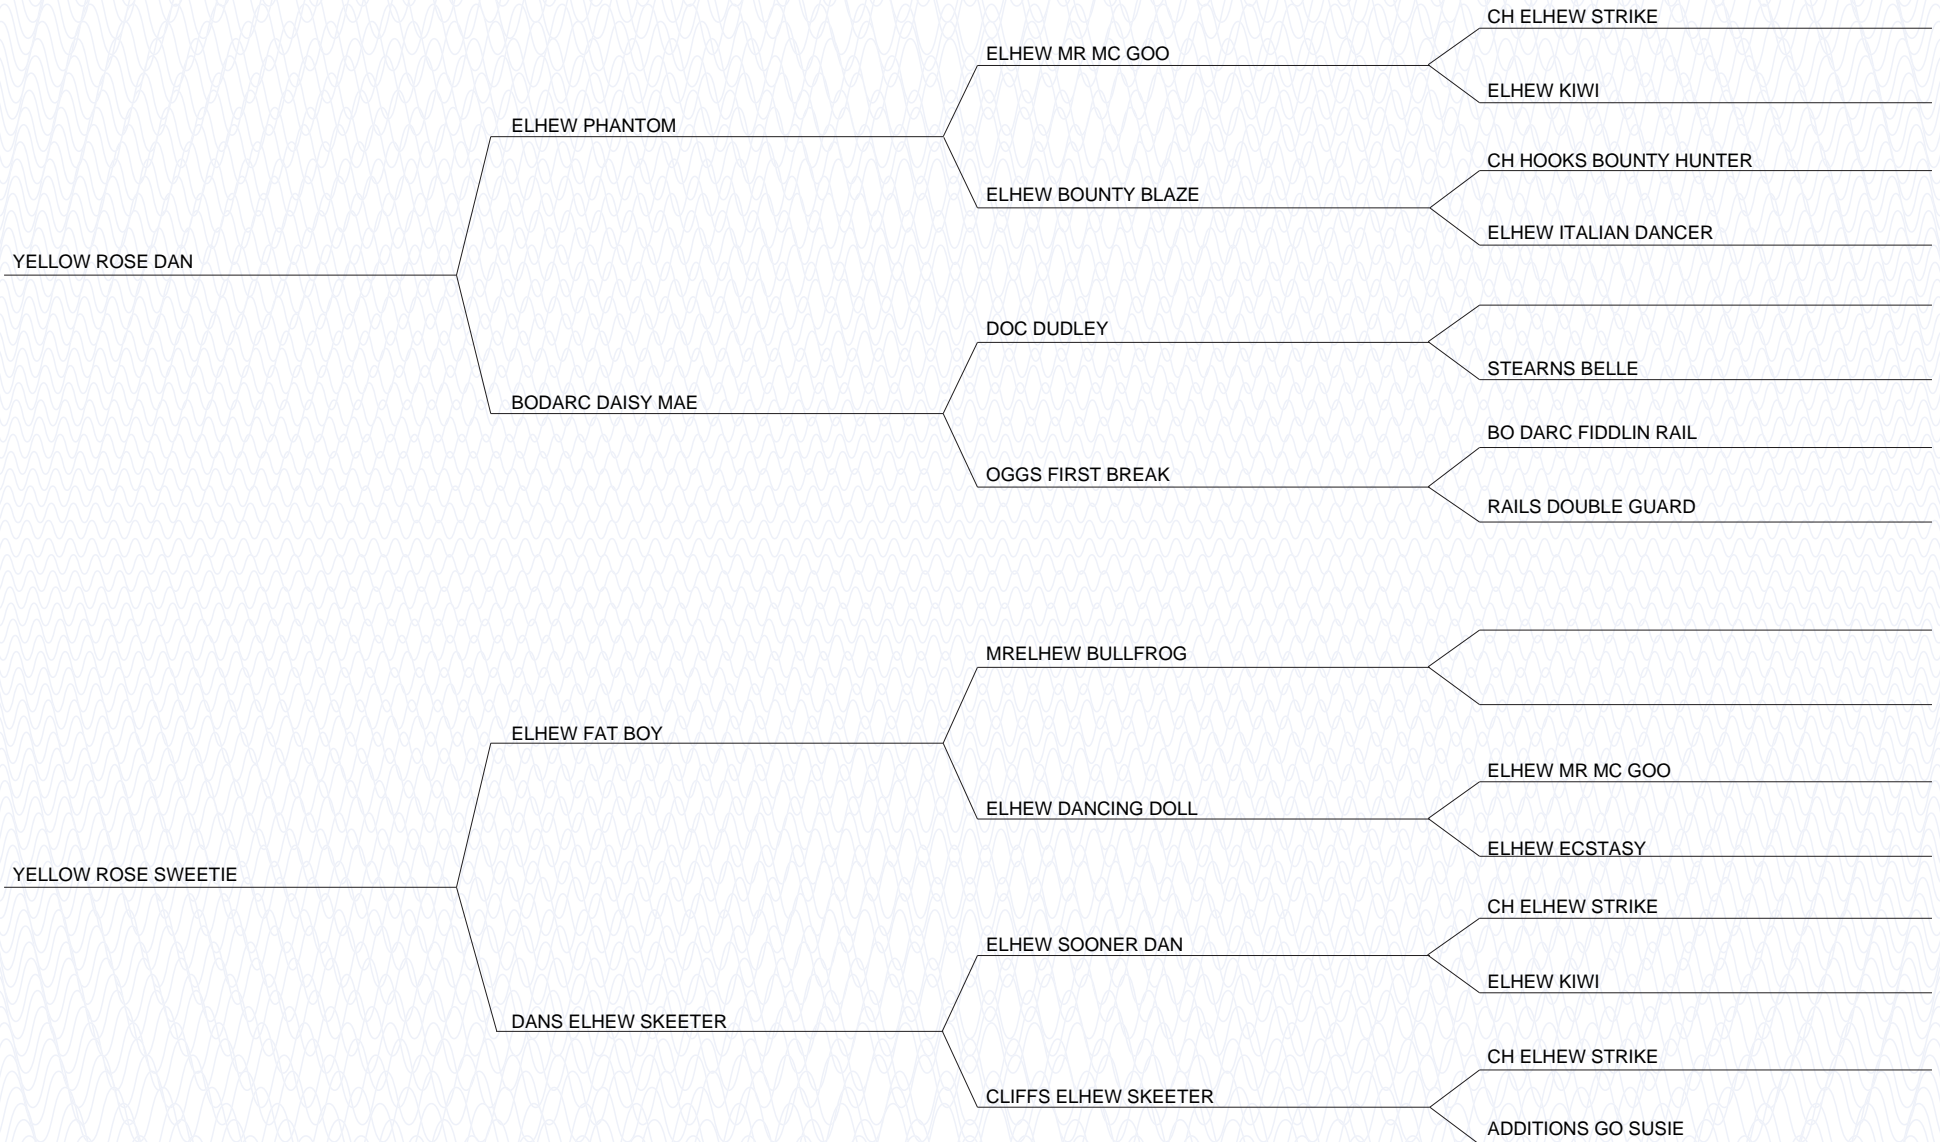 CH ELHEW STRIKE
ELHEW MR MC GOO
ELHEW KIWI
ELHEW PHANTOM
CH HOOKS BOUNTY HUNTER
ELHEW BOUNTY BLAZE
ELHEW ITALIAN DANCER
YELLOW ROSE DAN
DOC DUDLEY
STEARNS BELLE
BODARC DAISY MAE
BO DARC FIDDLIN RAIL
OGGS FIRST BREAK
RAILS DOUBLE GUARD
MRELHEW BULLFROG
ELHEW FAT BOY
ELHEW MR MC GOO
ELHEW DANCING DOLL
ELHEW ECSTASY
YELLOW ROSE SWEETIE
CH ELHEW STRIKE
ELHEW SOONER DAN
ELHEW KIWI
DANS ELHEW SKEETER
CH ELHEW STRIKE
CLIFFS ELHEW SKEETER
ADDITIONS GO SUSIE